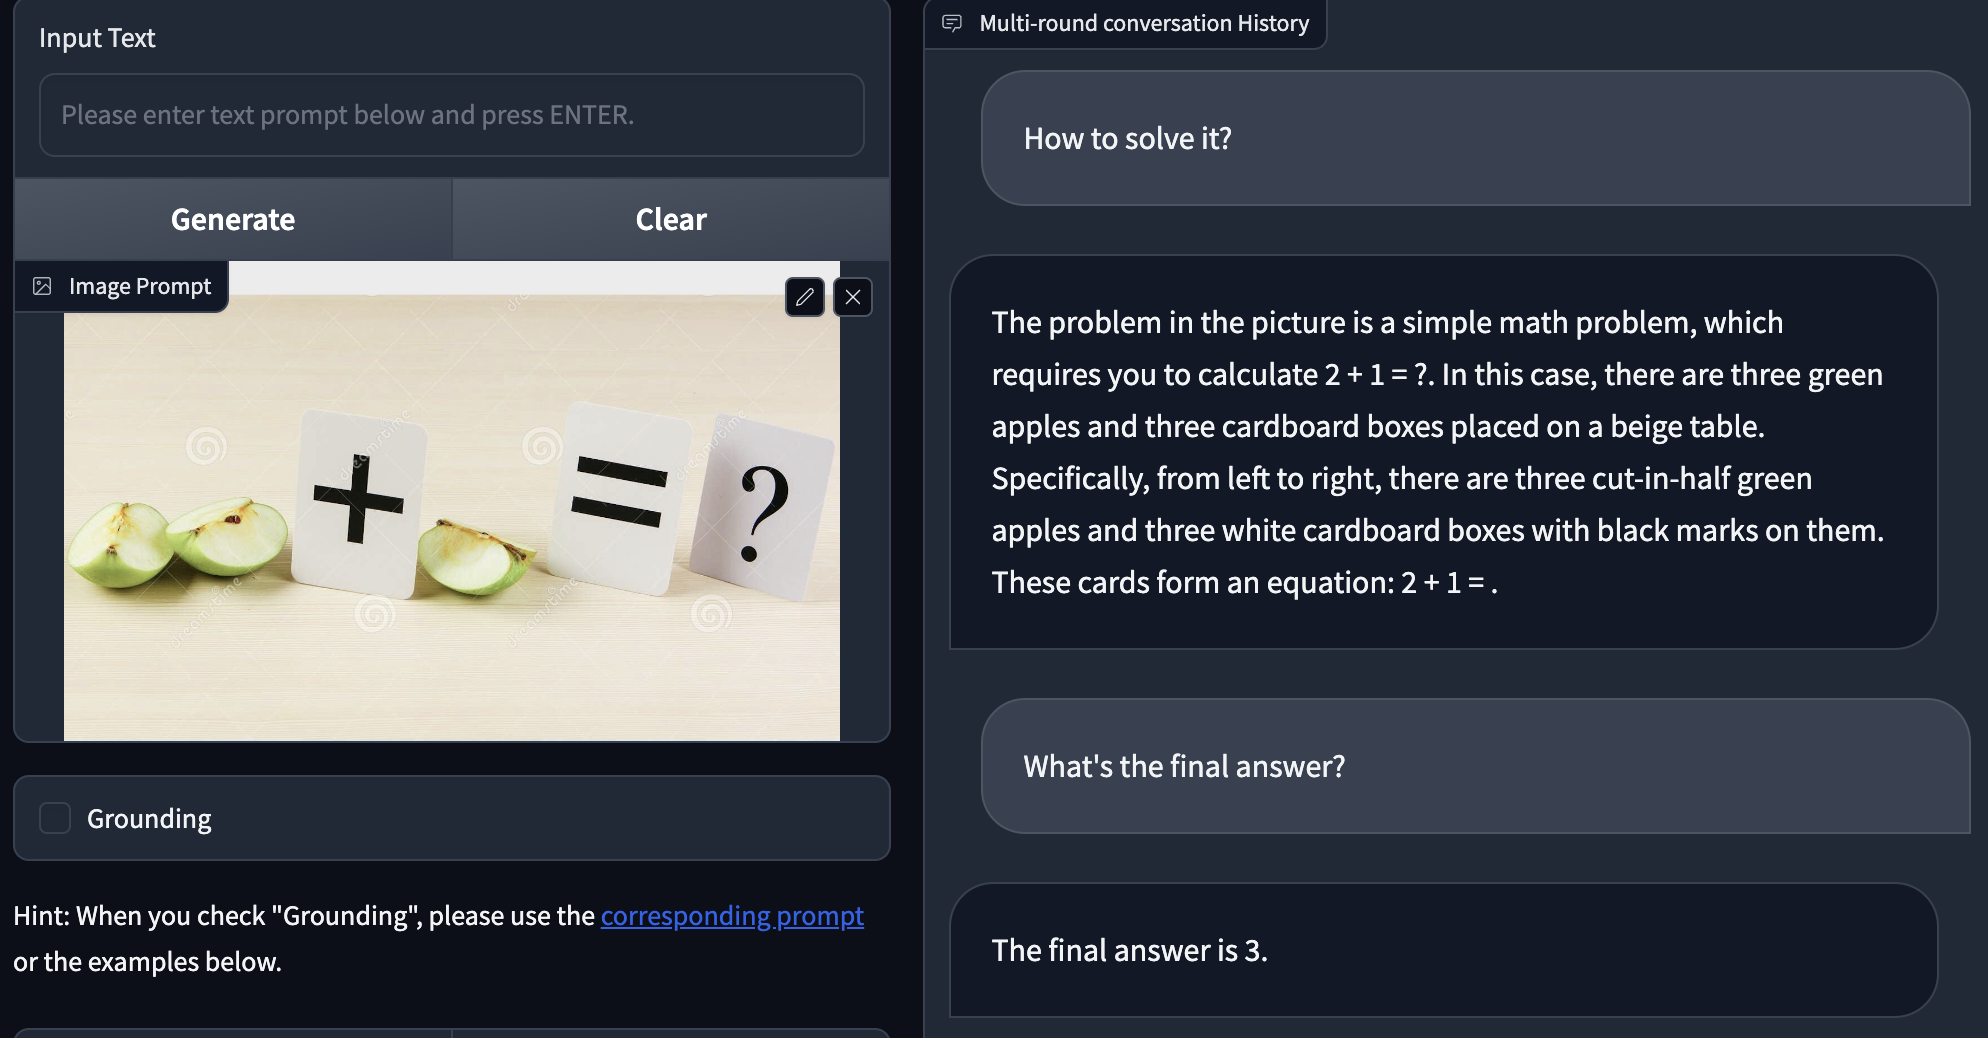 Input Text
Please enter text prompt below and press ENTER.
Generate
Clear
Image Prompt
dreamstime
+
=
?
dreamstime
dreamstime
Grounding
Hint: When you check "Grounding", please use the corresponding prompt
or the examples below.
Multi-round conversation History
How to solve it?
The problem in the picture is a simple math problem, which
requires you to calculate 2 + 1 = ?. In this case, there are three green
apples and three cardboard boxes placed on a beige table.
Specifically, from left to right, there are three cut-in-half green
apples and three white cardboard boxes with black marks on them.
These cards form an equation: 2 + 1 = .
What's the final answer?
The final answer is 3.